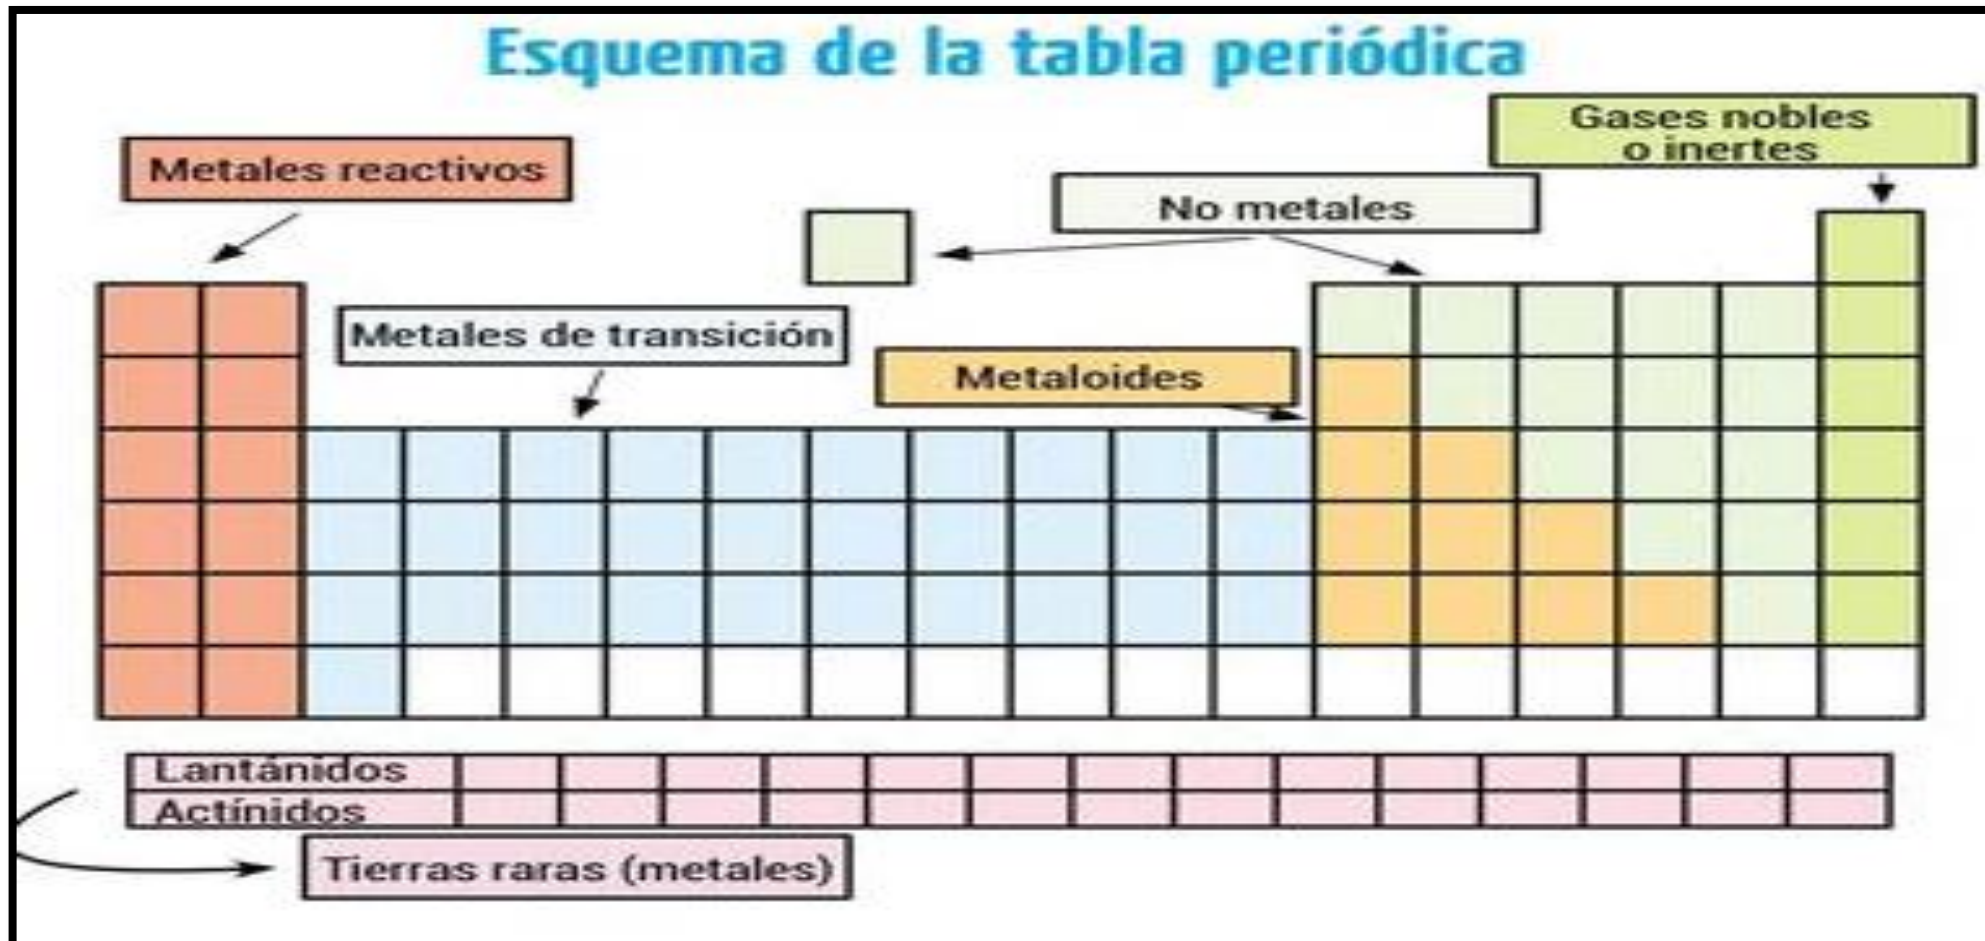 Esquema de la tabla periódica
Gases nobles
o inertes
Metales reactivos
No metales
Metales de transición
Metaloides
Lantánidos
Actínidos
Tierras raras (metales)